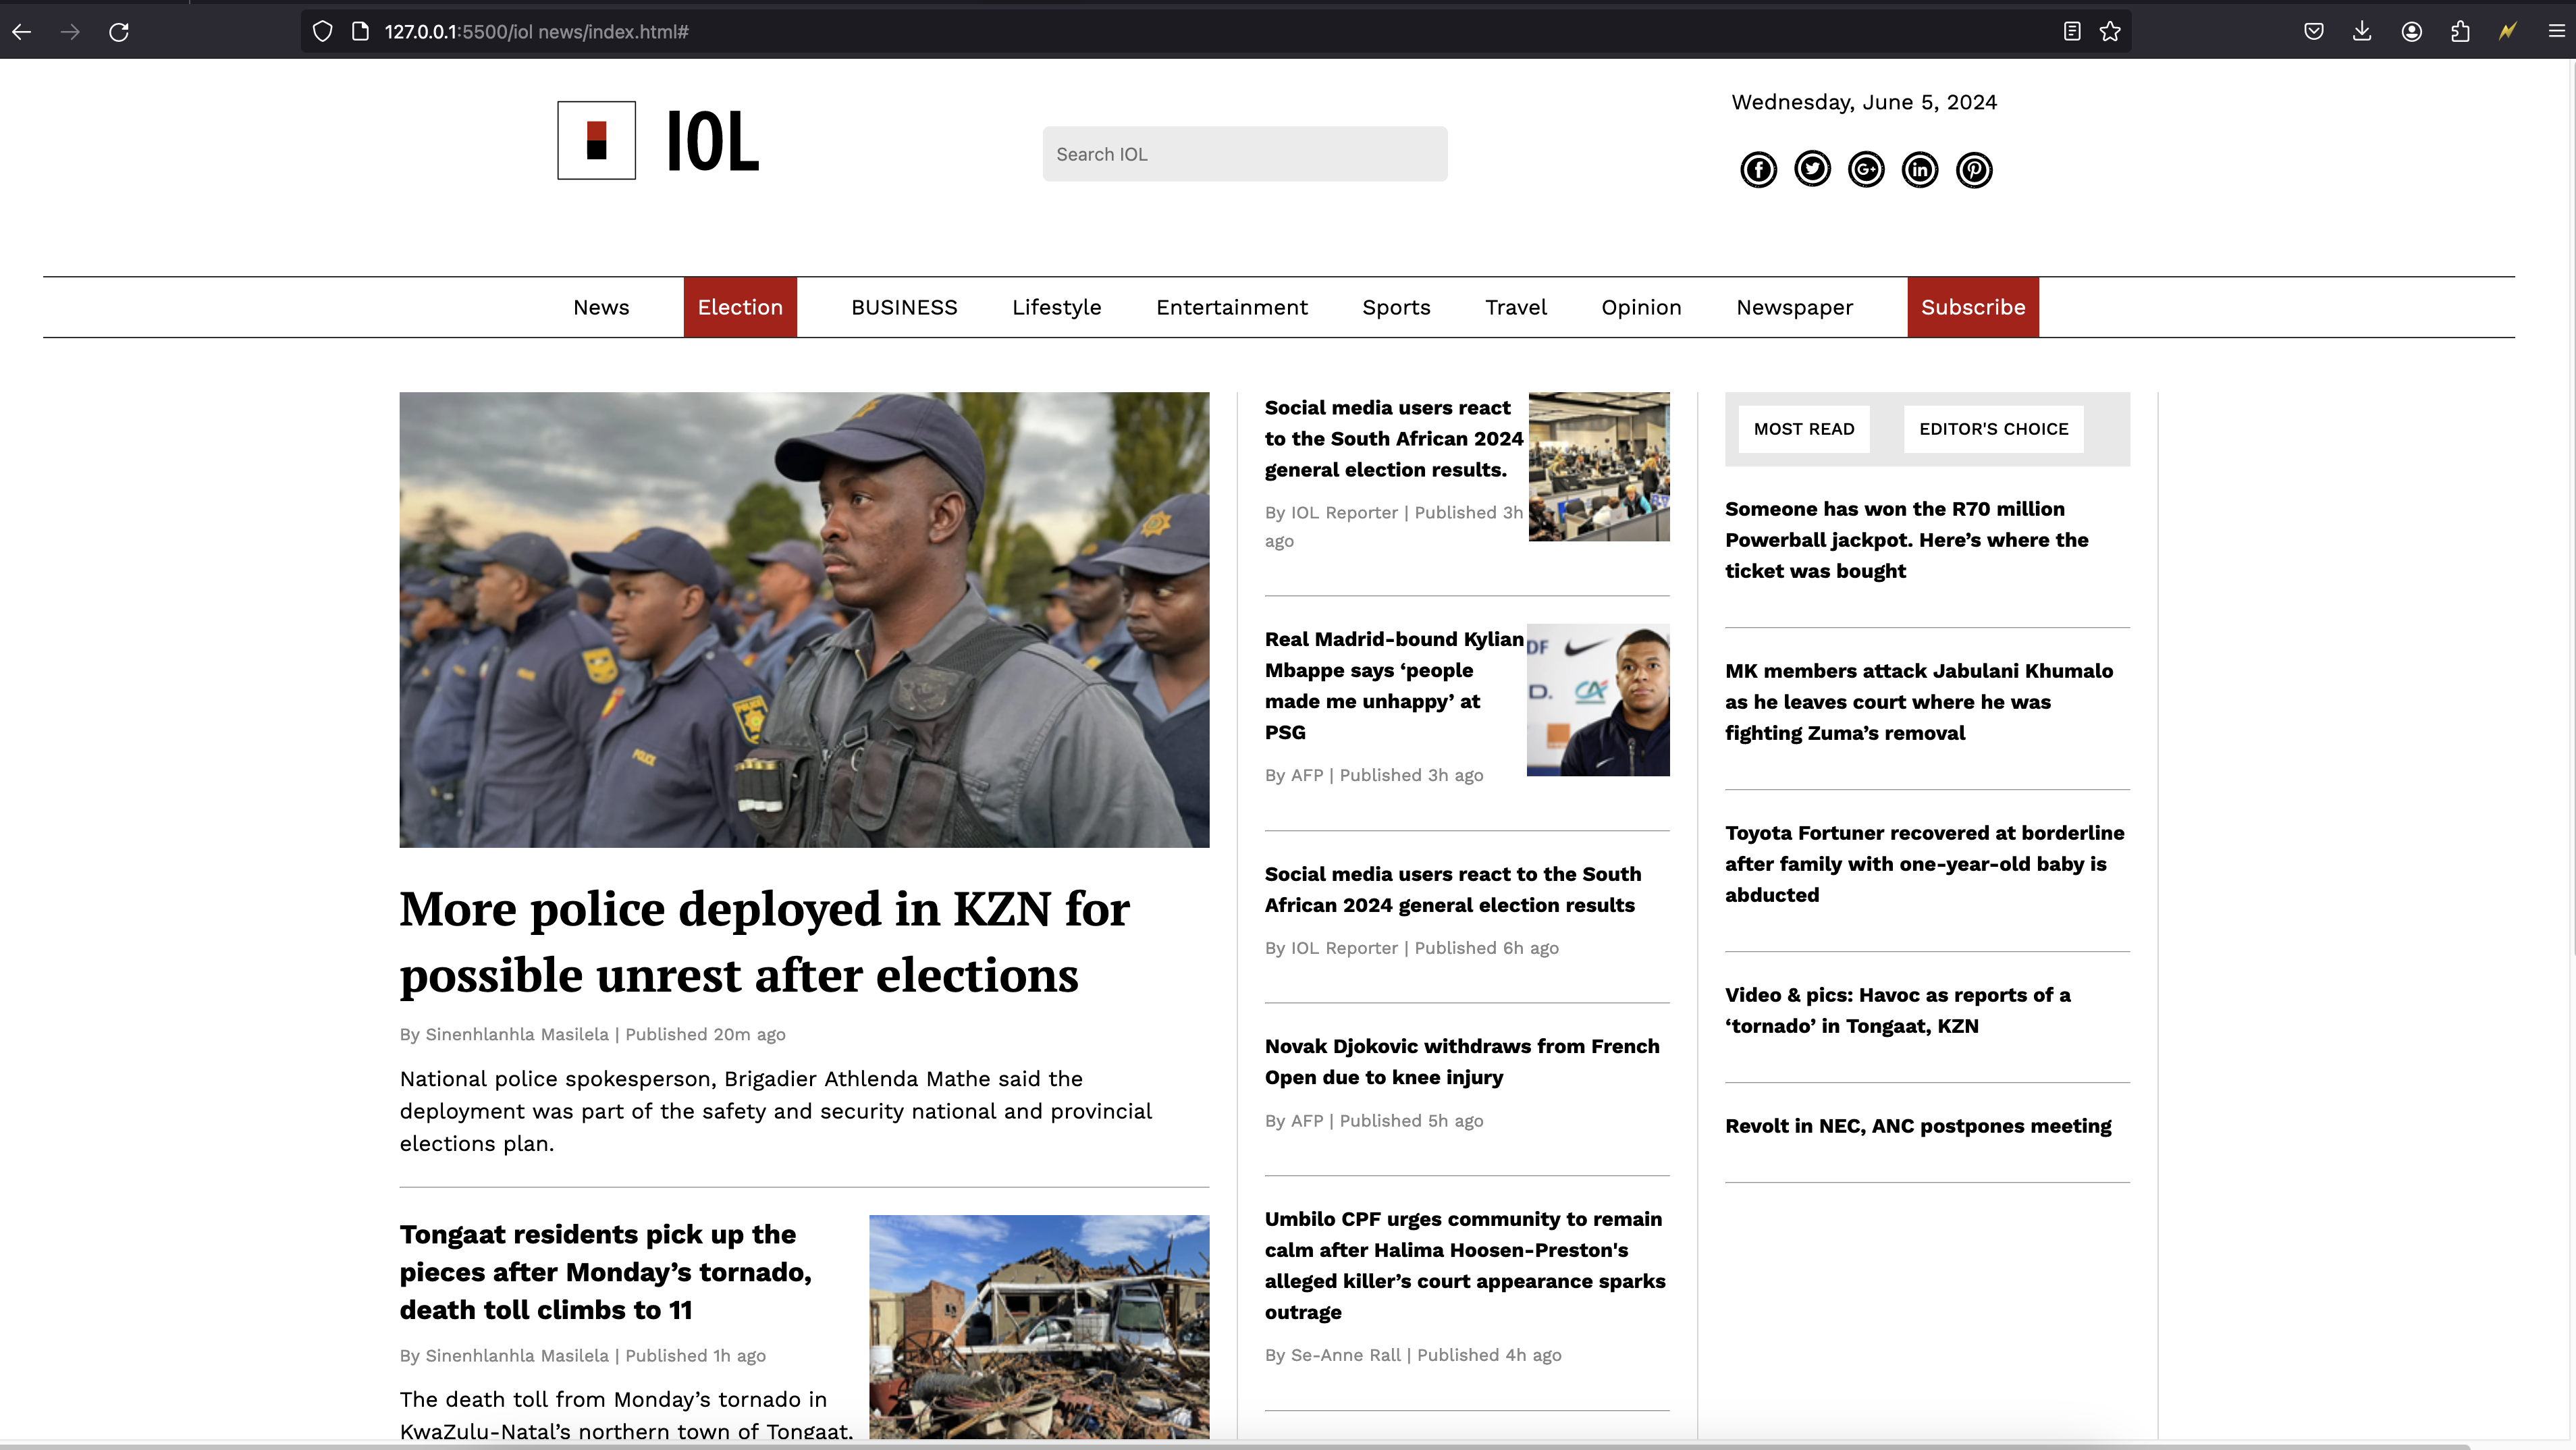 127.0.0.1:5500/iol news/index.html#
IOL
Search IOL
Wednesday, June 5, 2024
News
Election
BUSINESS
Lifestyle
Entertainment
Sports
Travel
Opinion
Newspaper
Subscribe
POLICE
POLICE
More police deployed in KZN for
possible unrest after elections
By Sinenhlanhla Masilela | Published 20m ago
National police spokesperson, Brigadier Athlenda Mathe said the
deployment was part of the safety and security national and provincial
elections plan.
Tongaat residents pick up the
pieces after Monday’s tornado,
death toll climbs to 11
By Sinenhlanhla Masilela | Published 1h ago
The death toll from Monday’s tornado in
KwaZulu-Natal’s northern town of Tongaat,
Social media users react
to the South African 2024
general election results.
By IOL Reporter | Published 3h
ago
Real Madrid-bound Kylian
Mbappe says ‘people
made me unhappy’ at
PSG
By AFP | Published 3h ago
DF
D.
CA
Social media users react to the South
African 2024 general election results
By IOL Reporter | Published 6h ago
Novak Djokovic withdraws from French
Open due to knee injury
By AFP | Published 5h ago
Umbilo CPF urges community to remain
calm after Halima Hoosen-Preston's
alleged killer’s court appearance sparks
outrage
By Se-Anne Rall | Published 4h ago
MOST READ
EDITOR'S CHOICE
Someone has won the R70 million
Powerball jackpot. Here’s where the
ticket was bought
MK members attack Jabulani Khumalo
as he leaves court where he was
fighting Zuma’s removal
Toyota Fortuner recovered at borderline
after family with one-year-old baby is
abducted
Video & pics: Havoc as reports of a
‘tornado’ in Tongaat, KZN
Revolt in NEC, ANC postpones meeting